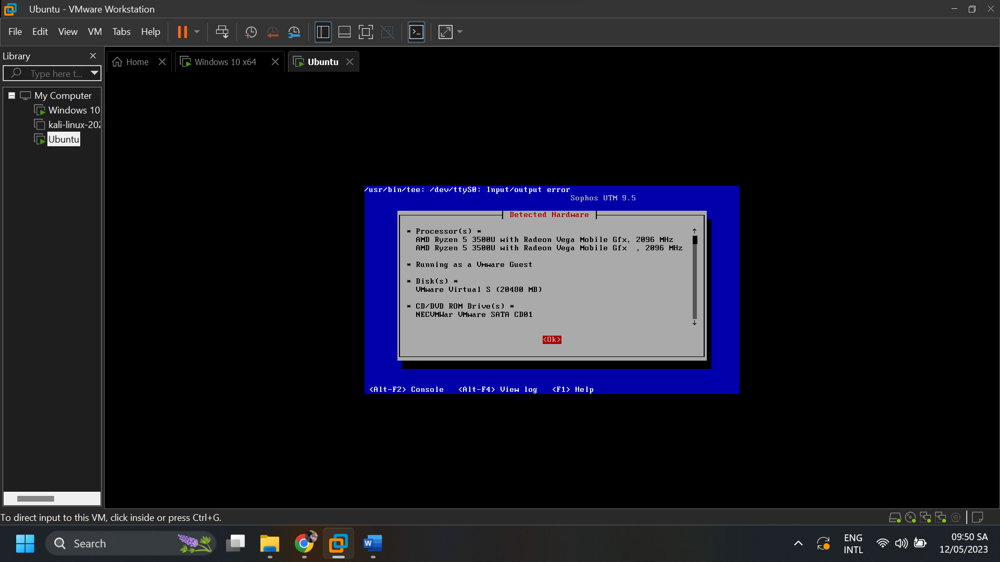 Ubuntu - VMware Workstation
File Edit View VM Tabs Help
Library
Type here t...
My Computer
Windows 10
kali-linux-202
Ubuntu
Home
Windows 10 x64
Ubuntu
/usr/bin/tee: /dev/ttyS0: Input/output error
Sophos UTM 9.5
Detected Hardware
* Processor(s) *
AMD Ryzen 5 3500U with Radeon Vega Mobile Gfx, 2096 MHz
AMD Ryzen 5 3500U with Radeon Vega Mobile Gfx  , 2096 MHz
* Running as a Vmware Guest
* Disk(s) *
VMware Virtual S (20480 MB)
* CD/DVD ROM Drive(s) *
NECVMWar VMware SATA CD01
<Ok>
<Alt-F2> Console <Alt-F4> View log <F1> Help
To direct input to this VM, click inside or press Ctrl+G.
Search
W
ENG
INTL
09:50 SA
12/05/2023